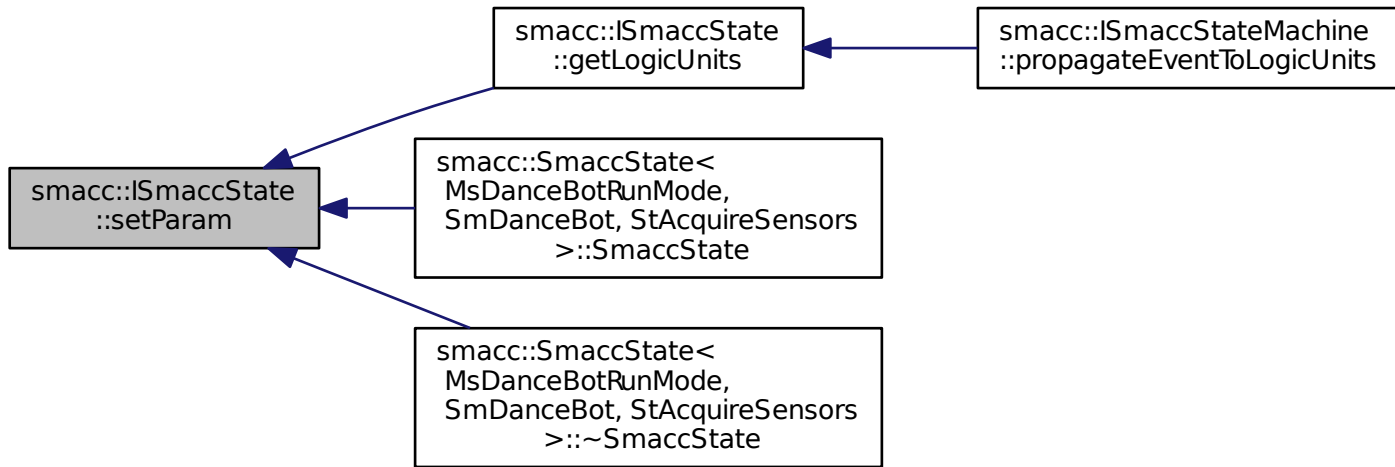 smacc::ISmaccState
::getLogicUnits
smacc::ISmaccStateMachine
::propagateEventToLogicUnits
smacc::ISmaccState
::setParam
smacc::SmaccState<
MsDanceBotRunMode,
SmDanceBot, StAcquireSensors
>::SmaccState
smacc::SmaccState<
MsDanceBotRunMode,
SmDanceBot, StAcquireSensors
>::~SmaccState